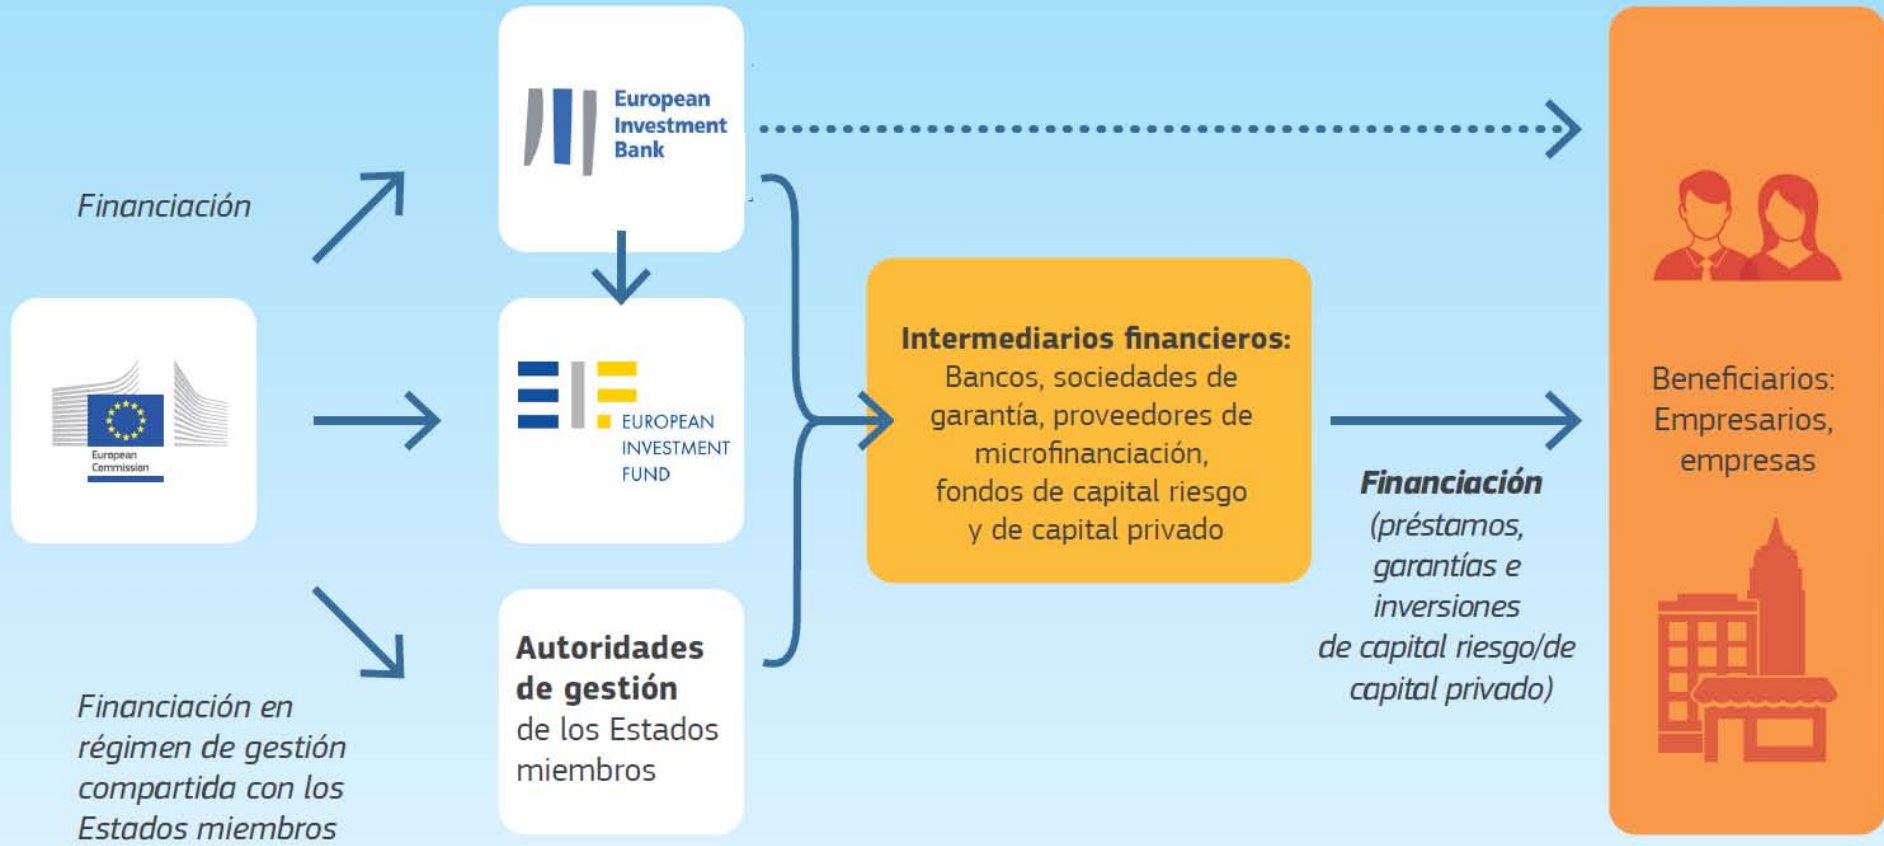 Financiación
European
Commission
Financiación en
régimen de gestión
compartida con los
Estados miembros
European
Investment
Bank
EUROPEAN
INVESTMENT
FUND
Autoridades
de gestión
de los Estados
miembros
Intermediarios financieros:
Bancos, sociedades de
garantía, proveedores de
microfinanciación,
fondos de capital riesgo
y de capital privado
Financiación
(préstamos,
garantías e
inversiones
de capital riesgo/de
capital privado)
Beneficiarios:
Empresarios,
empresas